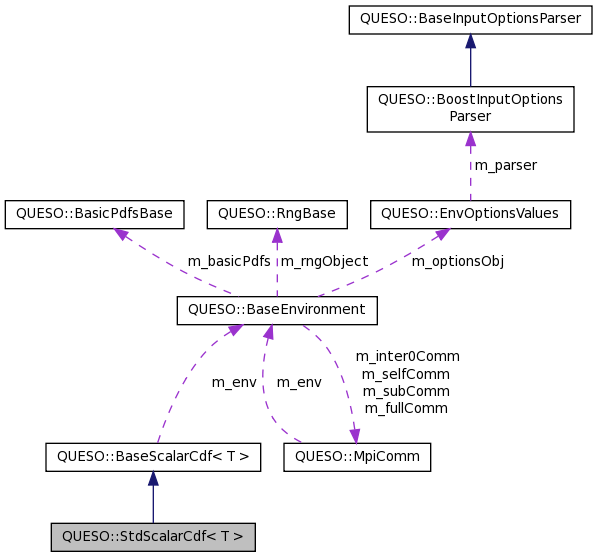 QUESO::BaseInputOptionsParser
QUESO::BoostInputOptions
Parser
m_parser
QUESO::BasicPdfsBase
QUESO::RngBase
QUESO::EnvOptionsValues
m_basicPdfs
m_rngObject
m_optionsObj
QUESO::BaseEnvironment
m_inter0Comm
m_selfComm
m_subComm
m_fullComm
m_env
m_env
QUESO::BaseScalarCdf< T >
QUESO::MpiComm
QUESO::StdScalarCdf< T >